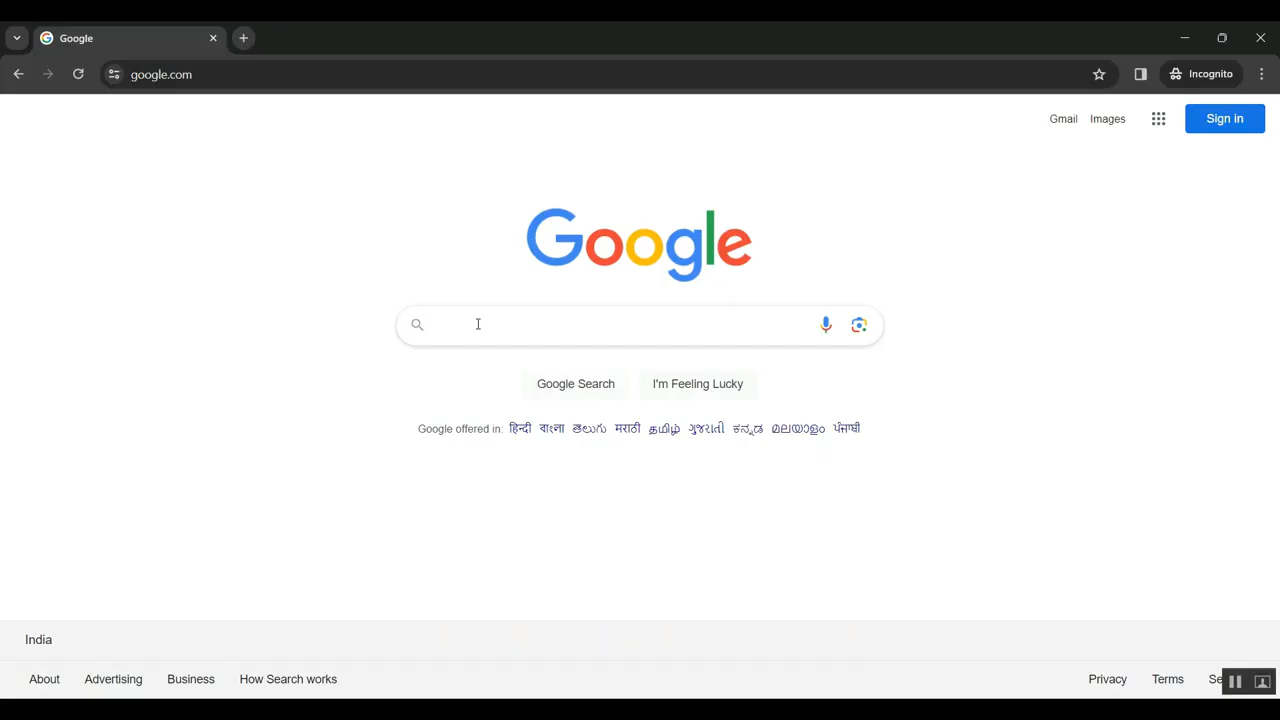 Google
google.com
Incognito
Gmail Images Sign in
Google
Google Search I'm Feeling Lucky
Google offered in: हिन्दी বাংলা తెలుగు मराठी தமிழ் ગુજરાતી ಕನ್ನಡ മലയാളം ਪੰਜਾਬੀ
India
About Advertising Business How Search works Privacy Terms Se